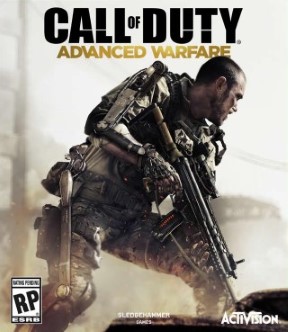 CALL OF DUTY
ADVANCED WARFARE
RATING PENDING
RP
ESRB
SLEDGEHAMMER
GAMES
ACTIVISION